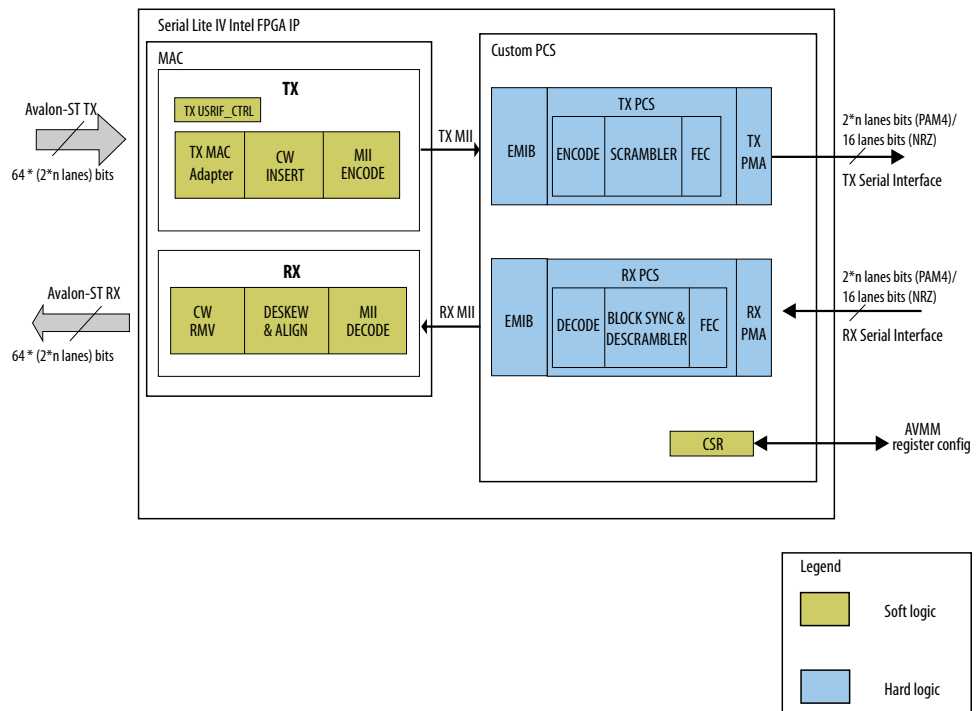 Serial Lite IV Intel FPGA IP
MAC
Custom PCS
TX
TX USRIF_CTRL
TX MAC
Adapter
CW
INSERT
MII
ENCODE
Avalon-ST TX
64 * (2*n lanes) bits
TX MII
TX PCS
EMIB
ENCODE
SCRAMBLER
FEC
TX
PMA
2*n lanes bits (PAM4)/
16 lanes bits (NRZ)
TX Serial Interface
RX
CW
RMV
DESKEW
& ALIGN
MII
DECODE
Avalon-ST RX
64 * (2*n lanes) bits
RX MII
RX PCS
EMIB
DECODE
BLOCK SYNC &
DESCRAMBLER
FEC
RX
PMA
2*n lanes bits (PAM4)/
16 lanes bits (NRZ)
RX Serial Interface
CSR
AVMM
register config
Legend
Soft logic
Hard logic